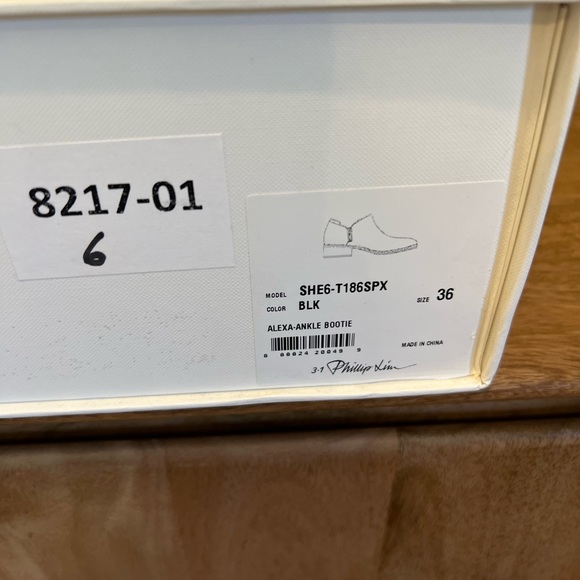 8217-01
6
MODEL SHE6-T186SPX
COLOR BLK
SIZE 36
ALEXA-ANKLE BOOTIE
MADE IN CHINA
3.1 Phillip Lim